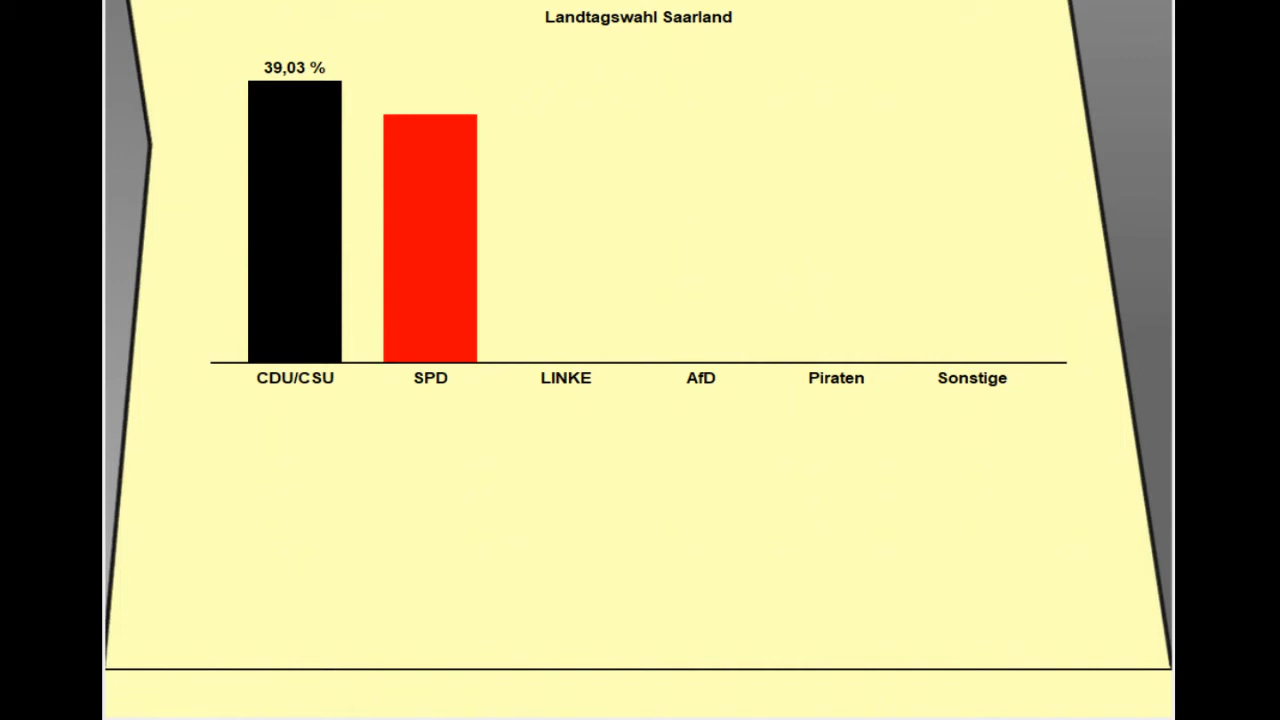 Landtagswahl Saarland
39,03 %
CDU/CSU SPD LINKE AfD Piraten Sonstige